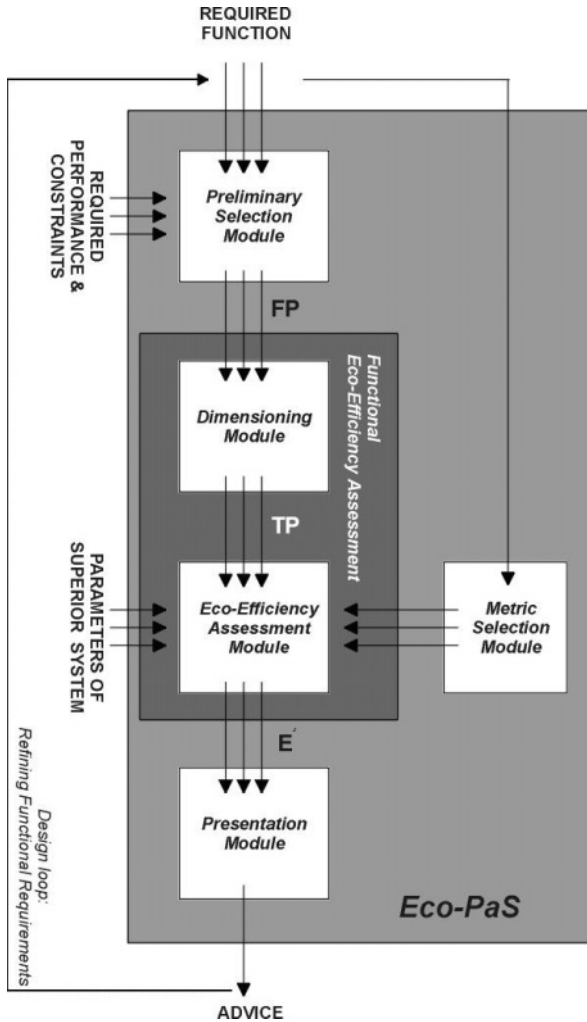 REQUIRED
FUNCTION
REQUIRED
PERFORMANCE &
CONSTRAINTS
Preliminary
Selection
Module
FP
Functional
Eco-Efficiency Assessment
Dimensioning
Module
TP
PARAMETERS OF
SUPERIOR SYSTEM
Eco-Efficiency
Assessment
Module
Metric
Selection
Module
E²
Presentation
Module
Design loop:
Refining Functional Requirements
Eco-PaS
ADVICE